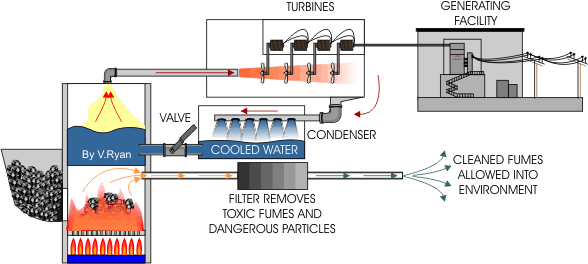 TURBINES
GENERATING
FACILITY
VALVE
CONDENSER
By V.Ryan
COOLED WATER
CLEANED FUMES
ALLOWED INTO
ENVIRONMENT
FILTER REMOVES
TOXIC FUMES AND
DANGEROUS PARTICLES